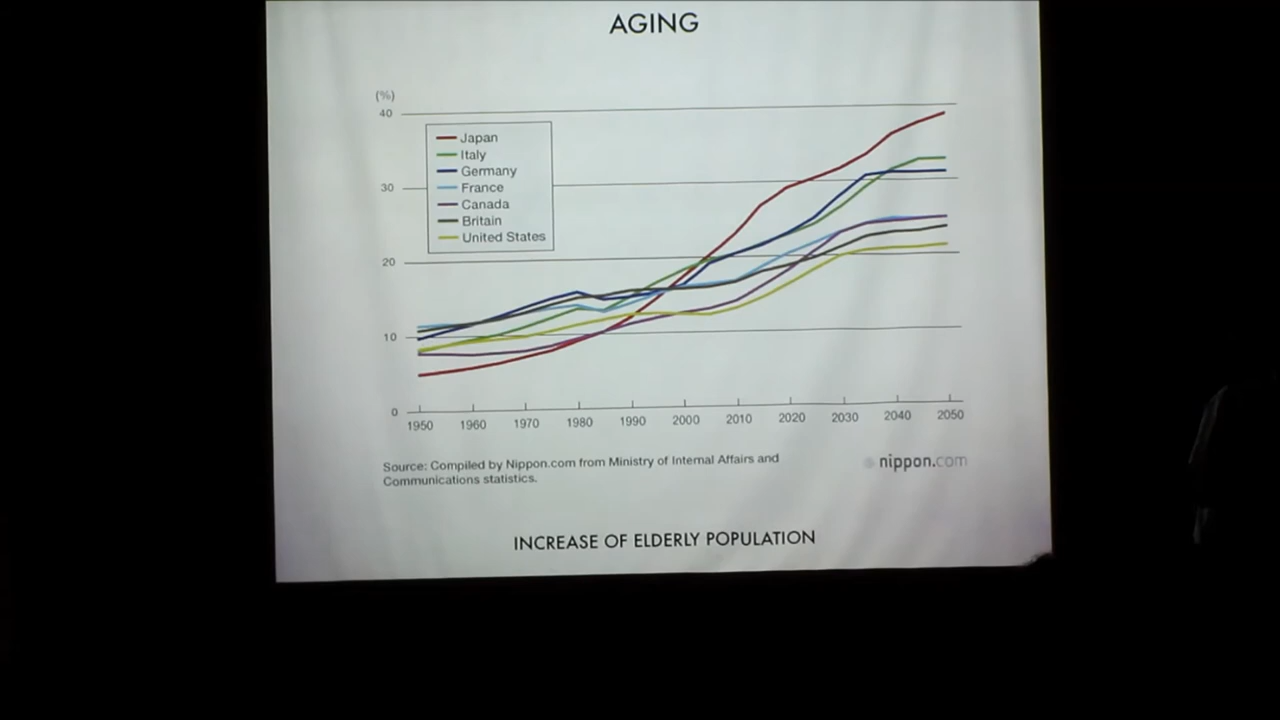 AGING
(%)
40
30
20
10
0
Japan
Italy
Germany
France
Canada
Britain
United States
1950 1960 1970 1980 1990 2000 2010 2020 2030 2040 2050
Source: Compiled by Nippon.com from Ministry of Internal Affairs and
Communications statistics.
nippon.com
INCREASE OF ELDERLY POPULATION